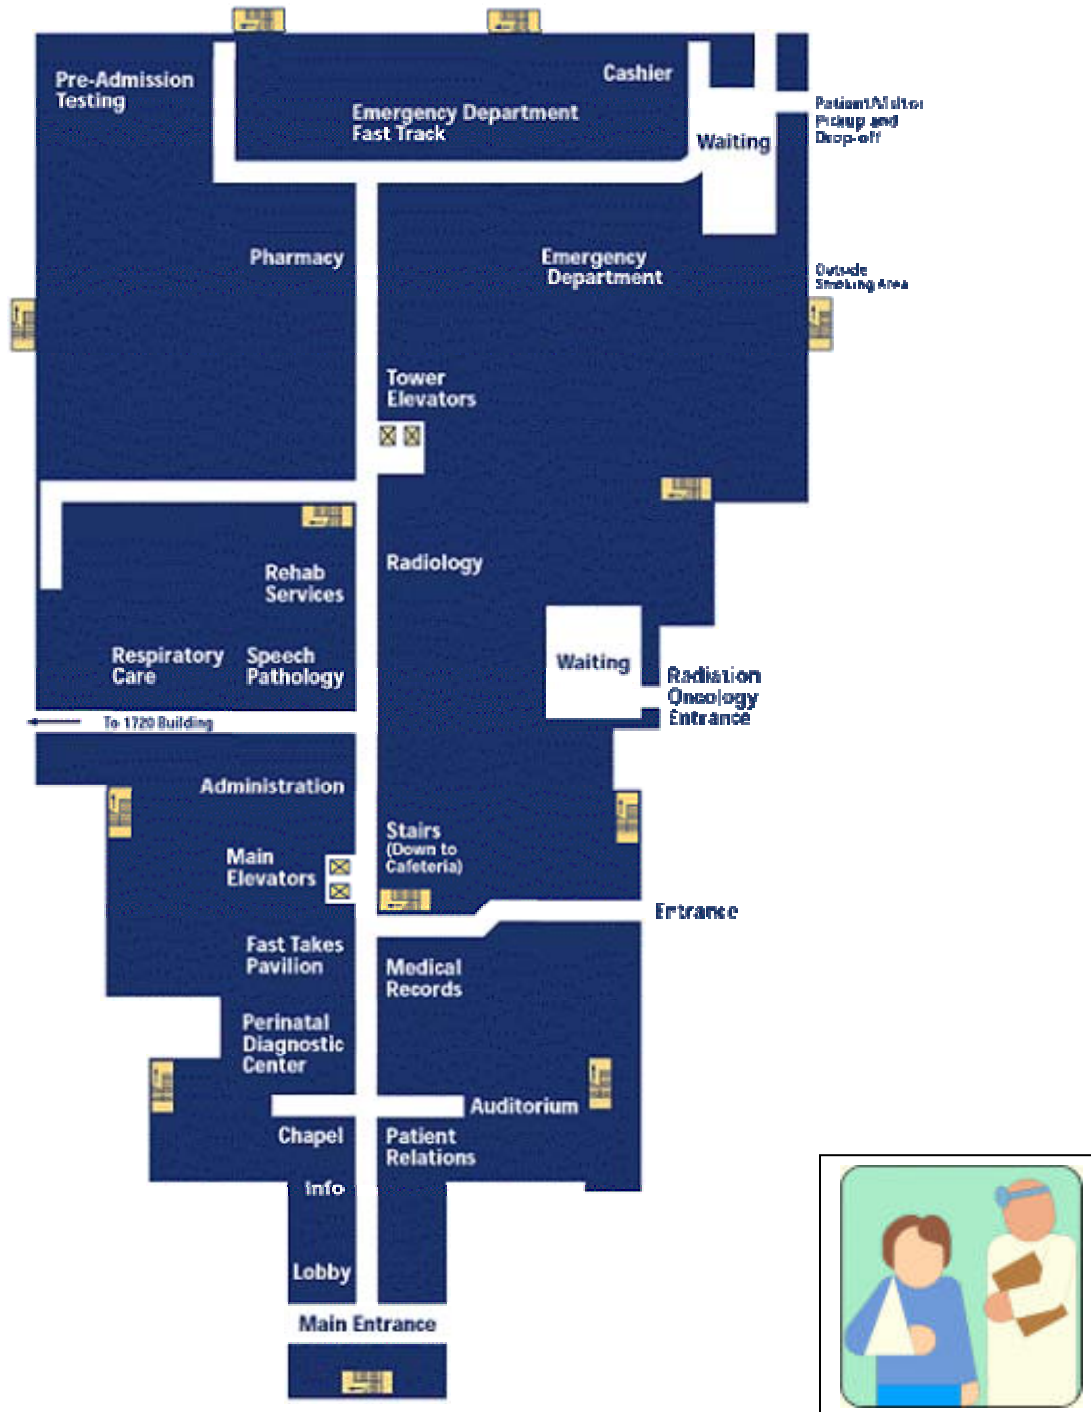 Pre-Admission
Testing
Cashier
Emergency Department
Fast Track
Patient/Visitor
Pickup and
Drop-off
Waiting
Pharmacy
Emergency
Department
Outside
Smoking Area
Tower
Elevators
Radiology
Rehab
Services
Respiratory
Care
Speech
Pathology
Waiting
Radiation
Oncology
Entrance
To 1720 Building
Administration
Stairs
(Down to
Cafeteria)
Main
Elevators
Entrance
Fast Takes
Pavilion
Medical
Records
Perinatal
Diagnostic
Center
Auditorium
Chapel
Patient
Relations
Info
Lobby
Main Entrance